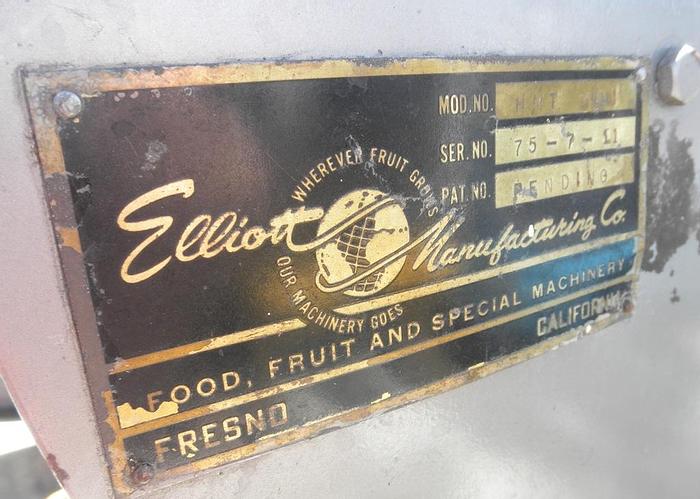 MOD.NO.
SER.NO. 75-7-11
PAT.NO. PENDING
WHEREVER FRUIT GROWS
Elliott Manufacturing Co.
OUR MACHINERY GOES
FOOD, FRUIT AND SPECIAL MACHINERY
FRESNO CALIFORNIA